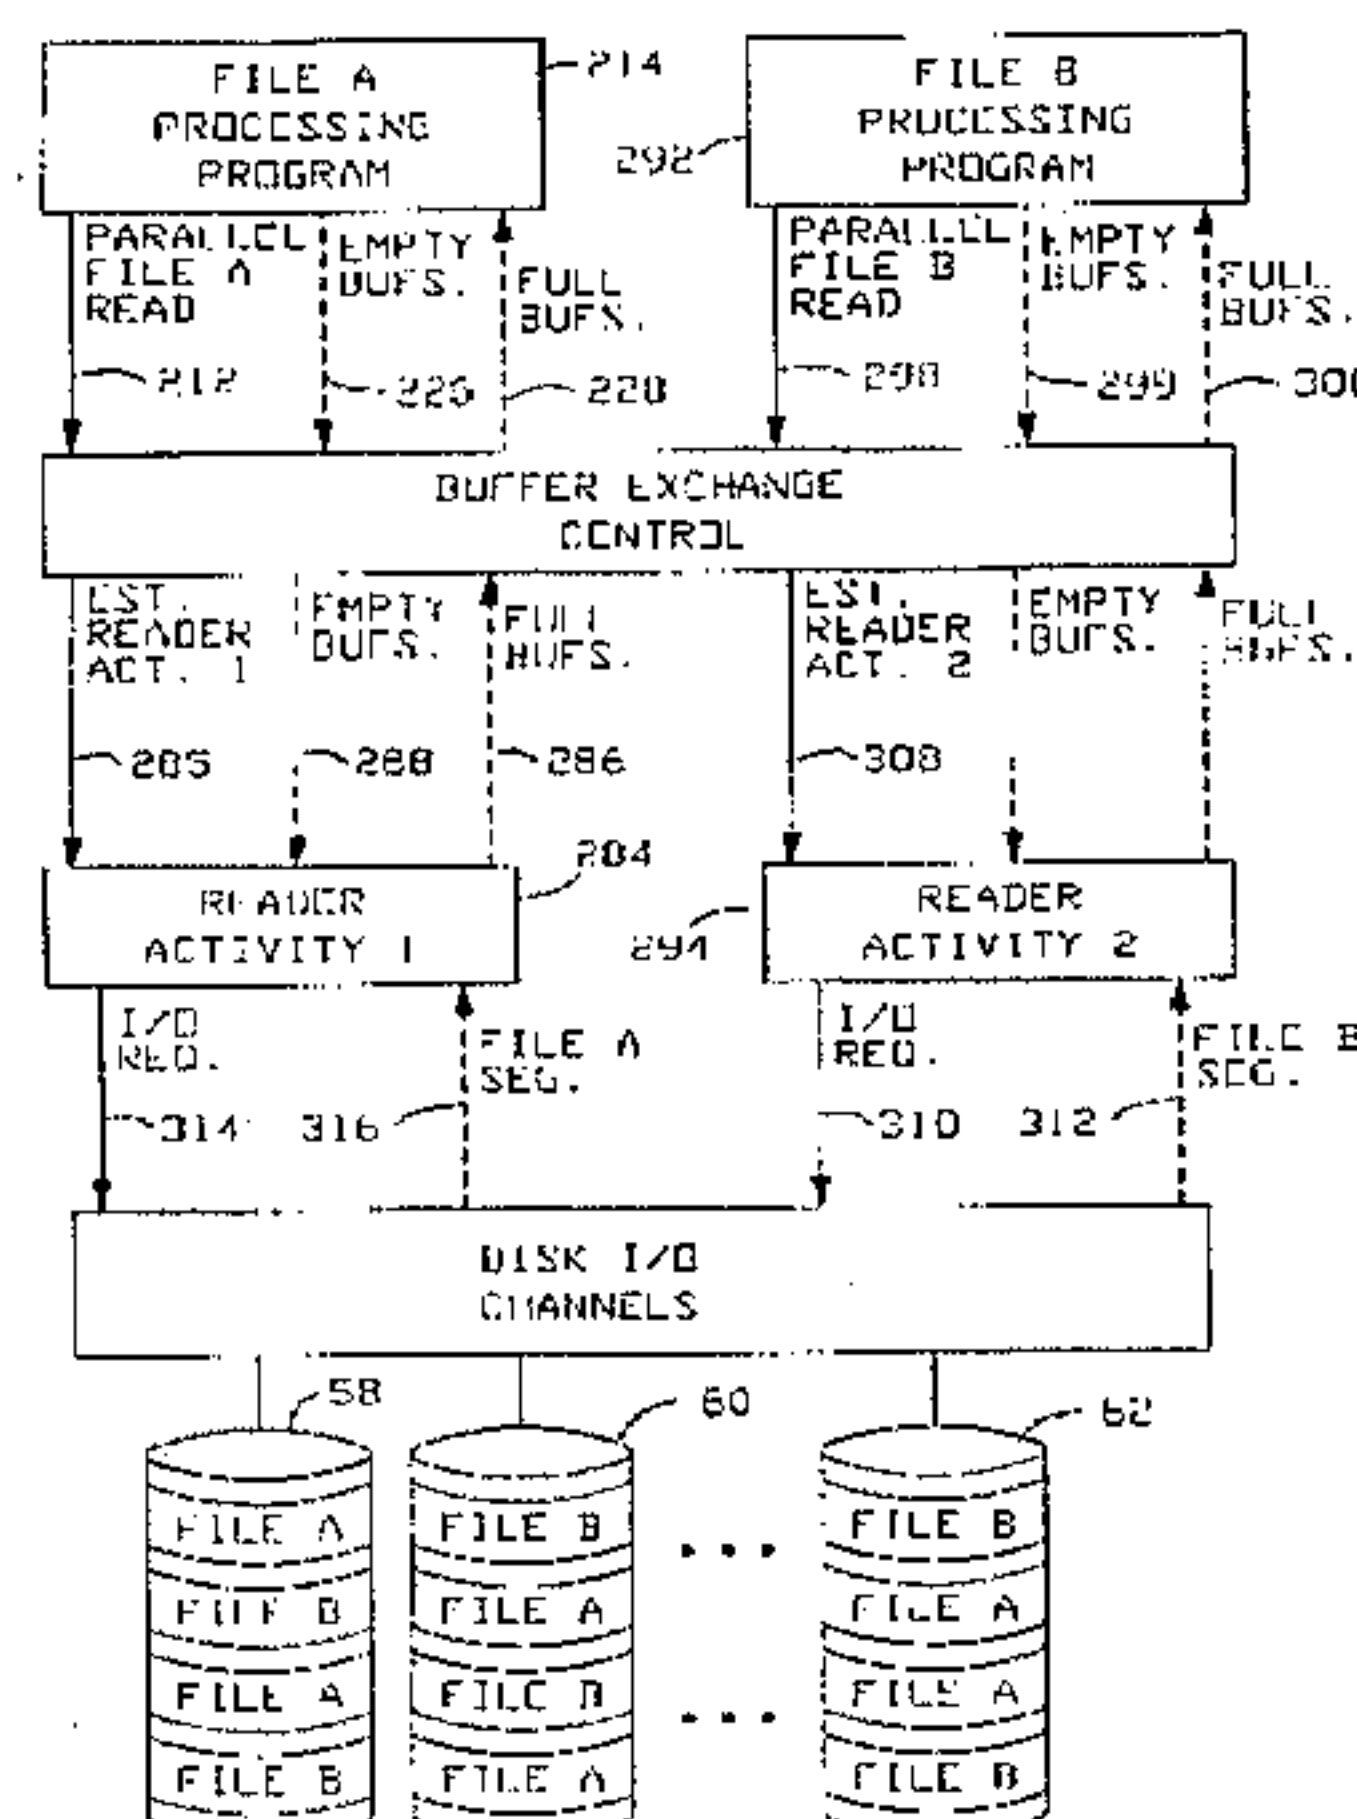 FILE A
PROCESSING
PROGRAM
214
FILE B
PROCESSING
PROGRAM
292
PARALLEL
FILE A
READ
EMPTY
BUFS.
FULL
BUFS.
PARALLEL
FILE B
READ
EMPTY
BUFS.
FULL
BUFS.
212
298
299
BUFFER EXCHANGE
CONTROL
EST.
READER
ACT. 1
EMPTY
BUFS.
FULL
BUFS.
EST.
READER
ACT. 2
EMPTY
BUFS.
FULL
BUFS.
288
286
308
284
READER
ACTIVITY 1
294
READER
ACTIVITY 2
I/O
REQ.
FILE A
SEG.
I/O
REQ.
FILE B
SEG.
314
316
310
312
DISK I/O
CHANNELS
58
60
62
FILE A
FILE B
FILE B
FILE B
FILE A
FILE A
FILE A
FILE B
FILE A
FILE B
FILE A
FILE B